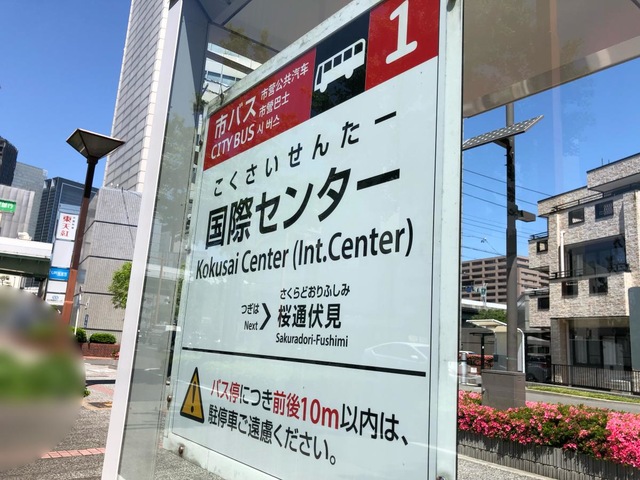 市バス
市营公共汽车
市營巴士
CITY BUS 시 버스
1
こくさいせんたー
国際センター
Kokusai Center (Int.Center)
つぎは
Next
さくらどおりふしみ
桜通伏見
Sakuradori-Fushimi
バス停につき前後10m以内は、
駐停車ご遠慮ください。
東天紅